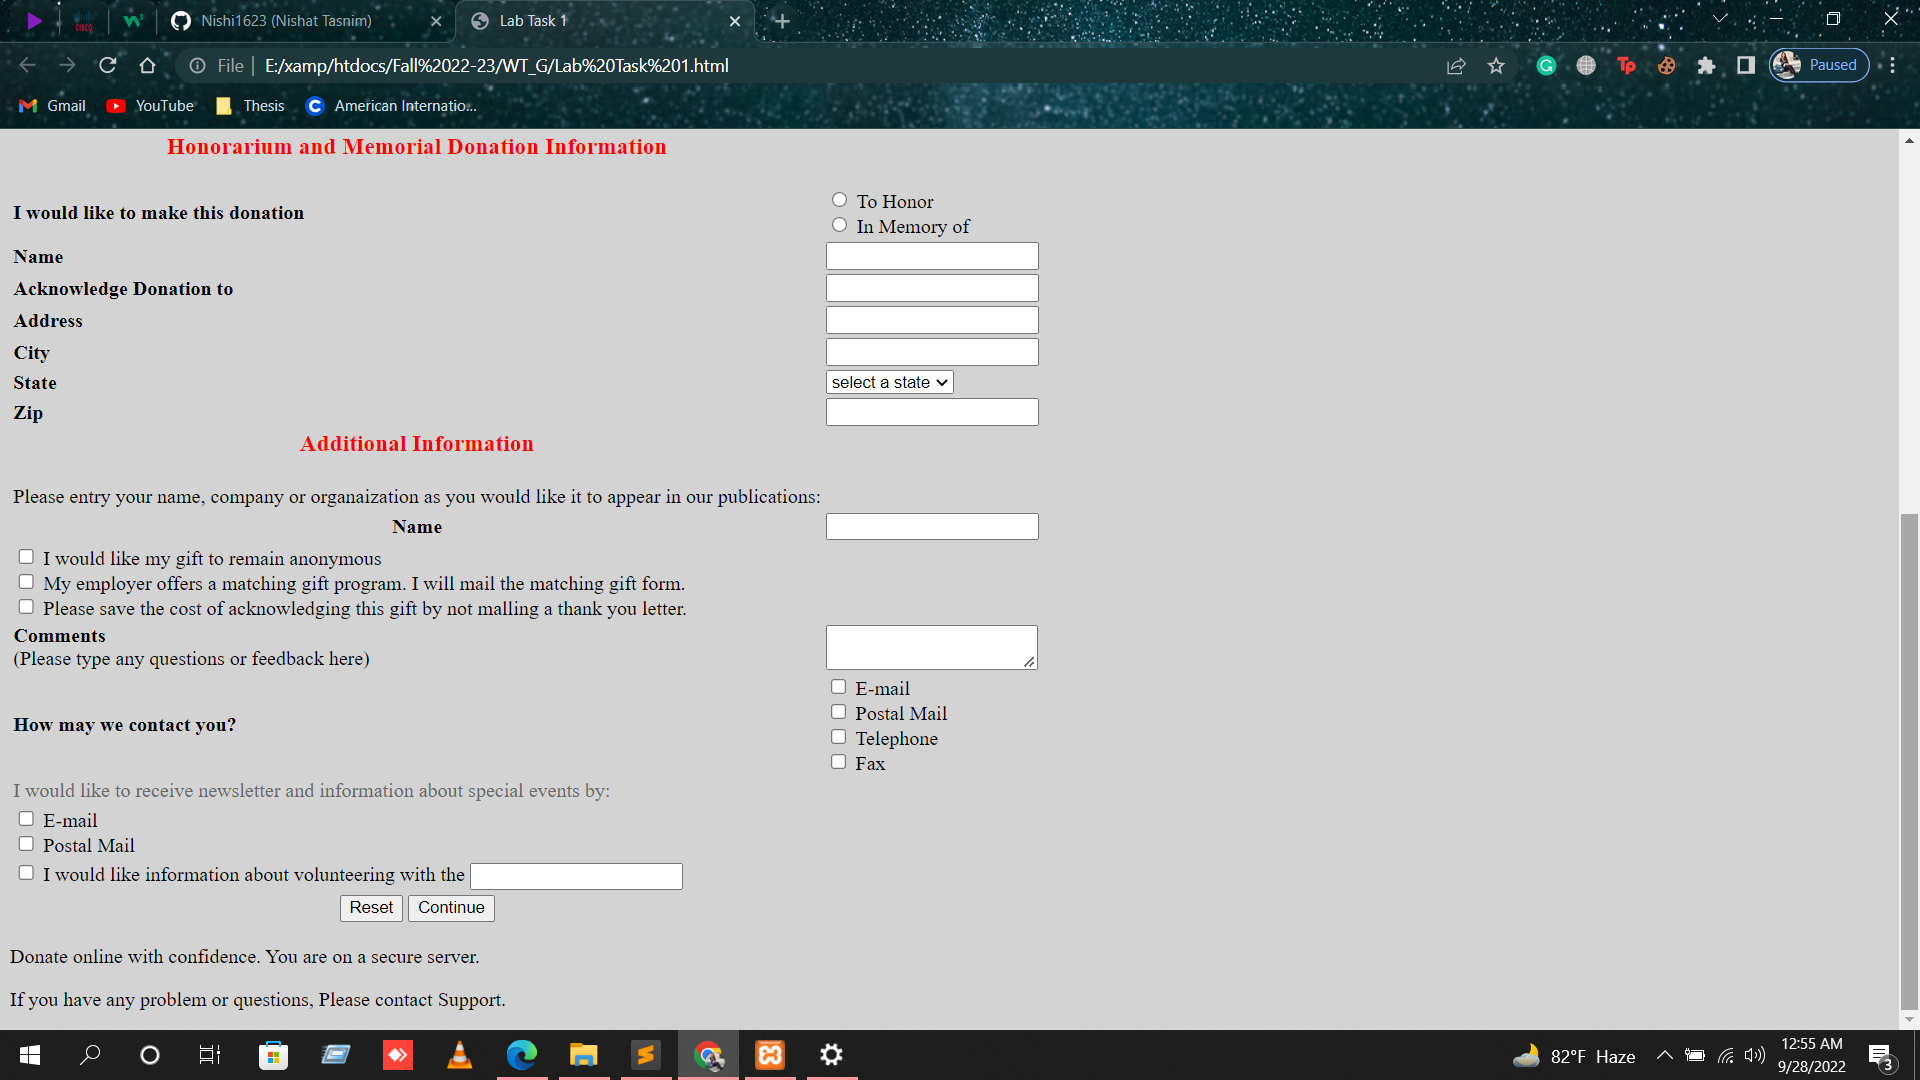 CISCO
Nishi1623 (Nishat Tasnim)
Lab Task 1
File
E:/xamp/htdocs/Fall%2022-23/WT_G/Lab%20Task%201.html
Paused
Gmail
YouTube
Thesis
American Internatio...
Honorarium and Memorial Donation Information
I would like to make this donation
To Honor
In Memory of
Name
Acknowledge Donation to
Address
City
State
select a state
Zip
Additional Information
Please entry your name, company or organaization as you would like it to appear in our publications:
Name
I would like my gift to remain anonymous
My employer offers a matching gift program. I will mail the matching gift form.
Please save the cost of acknowledging this gift by not malling a thank you letter.
Comments
(Please type any questions or feedback here)
How may we contact you?
E-mail
Postal Mail
Telephone
Fax
I would like to receive newsletter and information about special events by:
E-mail
Postal Mail
I would like information about volunteering with the
Reset
Continue
Donate online with confidence. You are on a secure server.
If you have any problem or questions, Please contact Support.
82°F Haze
12:55 AM
9/28/2022
3